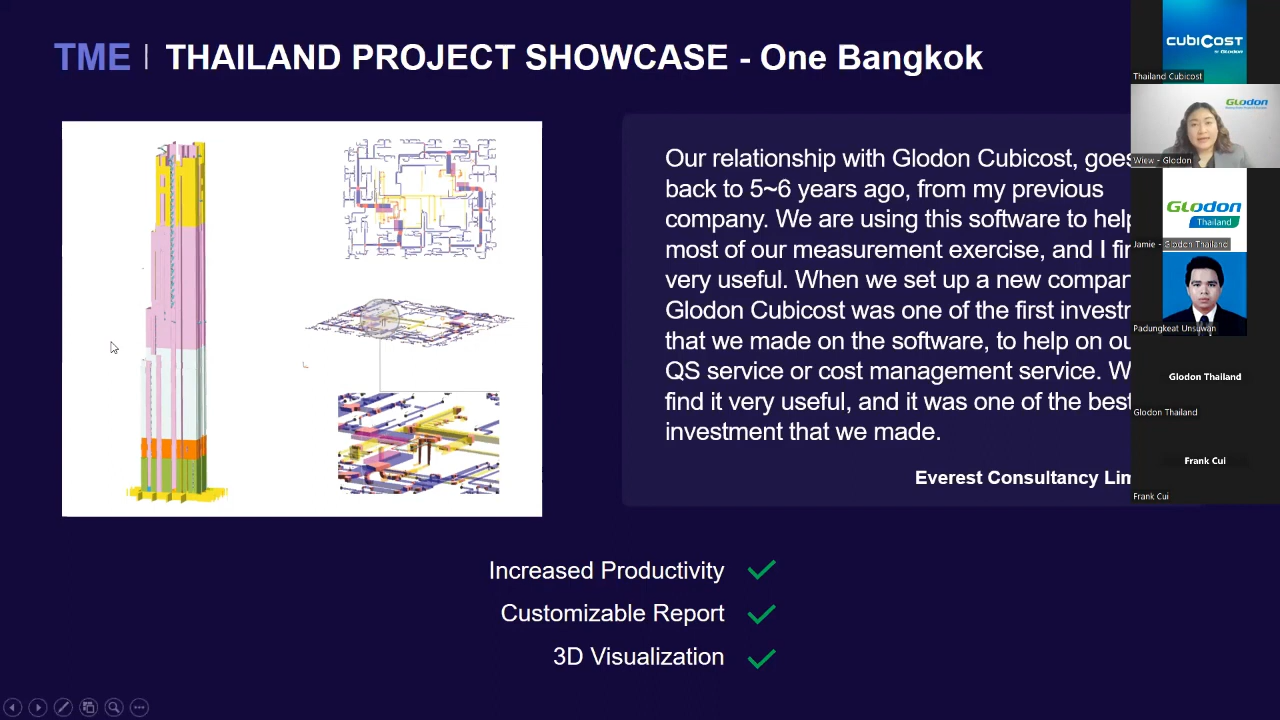 TME | THAILAND PROJECT SHOWCASE - One Bangkok
Our relationship with Glodon Cubicost, goes
back to 5~6 years ago, from my previous
company. We are using this software to help
most of our measurement exercise, and I
very useful. When we set up a new
Glodon Cubicost was one of the first
that we made on the software, to help on
QS service or cost management service.
find it very useful, and it was one of the best
investment that we made.
Everest Consultancy
Increased Productivity
Customizable Report
3D Visualization
CUBICOST
by Glodon
Thailand Cubicost
GLODON
Wiew - Glodon
GLODON
Thailand
Jamie - Glodon Thailand
Padungkeat Unsuwan
Glodon Thailand
Glodon Thailand
Frank Cui
Frank Cui